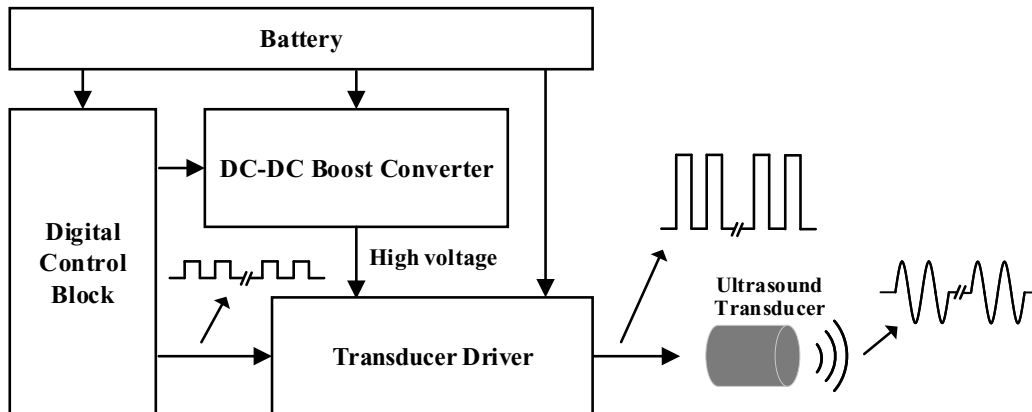 Battery
DC-DC Boost Converter
Digital
Control
Block
High voltage
Ultrasound
Transducer
Transducer Driver